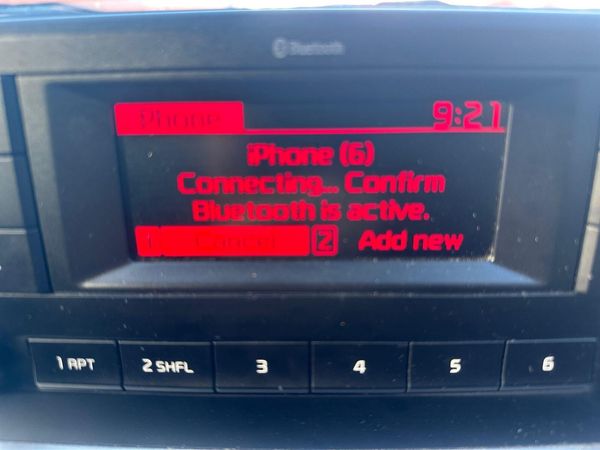 Bluetooth
Phone 9:21
iPhone (6)
Connecting... Confirm
Bluetooth is active.
1 Cancel 2 Add new
1 RPT 2 SHFL 3 4 5 6